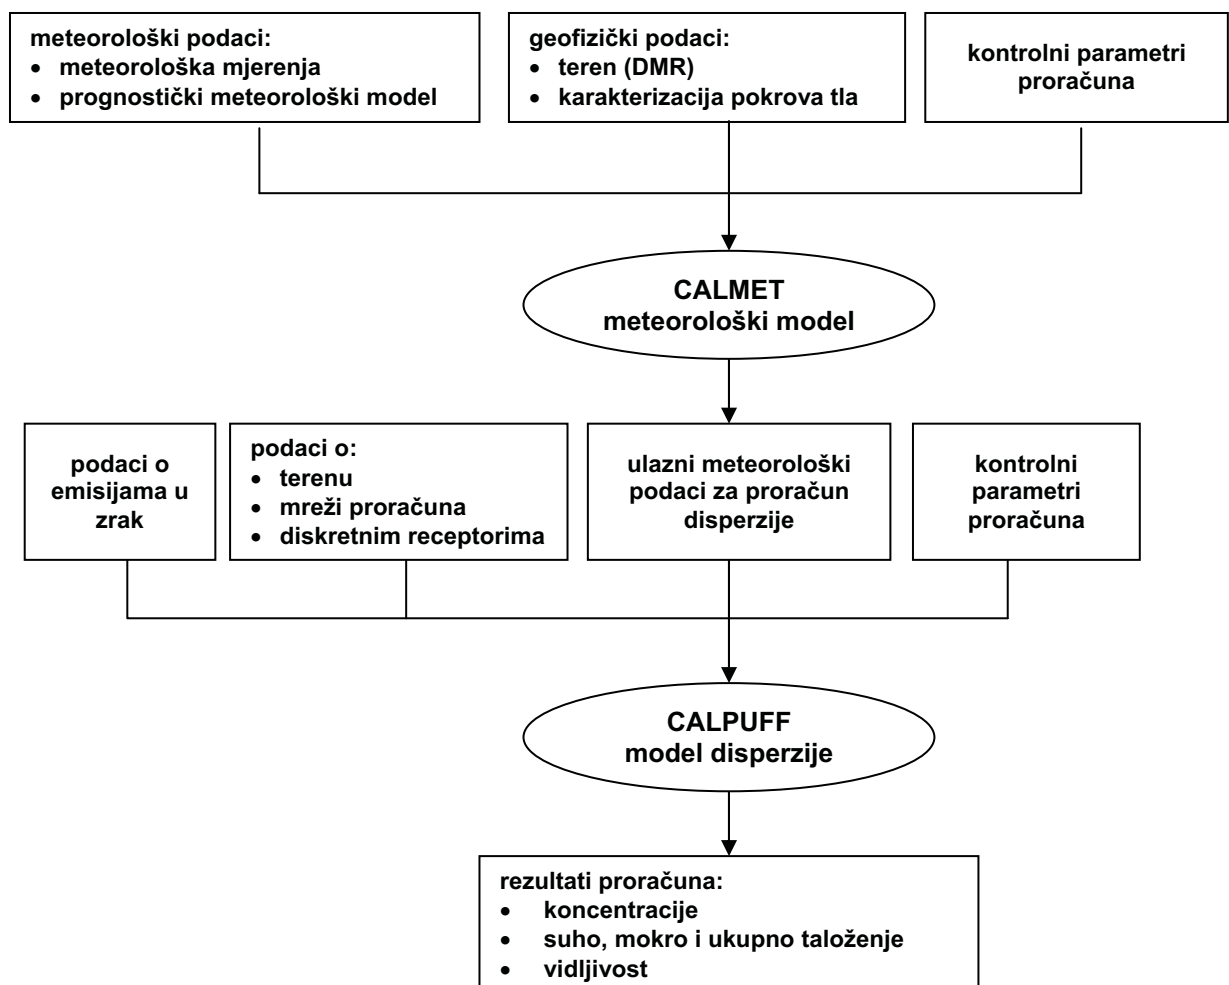 meteorološki podaci:
• meteorološka mjerenja
• prognostički meteorološki model
geofizički podaci:
• teren (DMR)
• karakterizacija pokrova tla
kontrolni parametri
proračuna
CALMET
meteorološki model
podaci o
emisijama u
zrak
podaci o:
• terenu
• mreži proračuna
• diskretnim receptorima
ulazni meteorološki
podaci za proračun
disperzije
kontrolni
parametri
proračuna
CALPUFF
model disperzije
rezultati proračuna:
• koncentracije
• suho, mokro i ukupno taloženje
• vidljivost